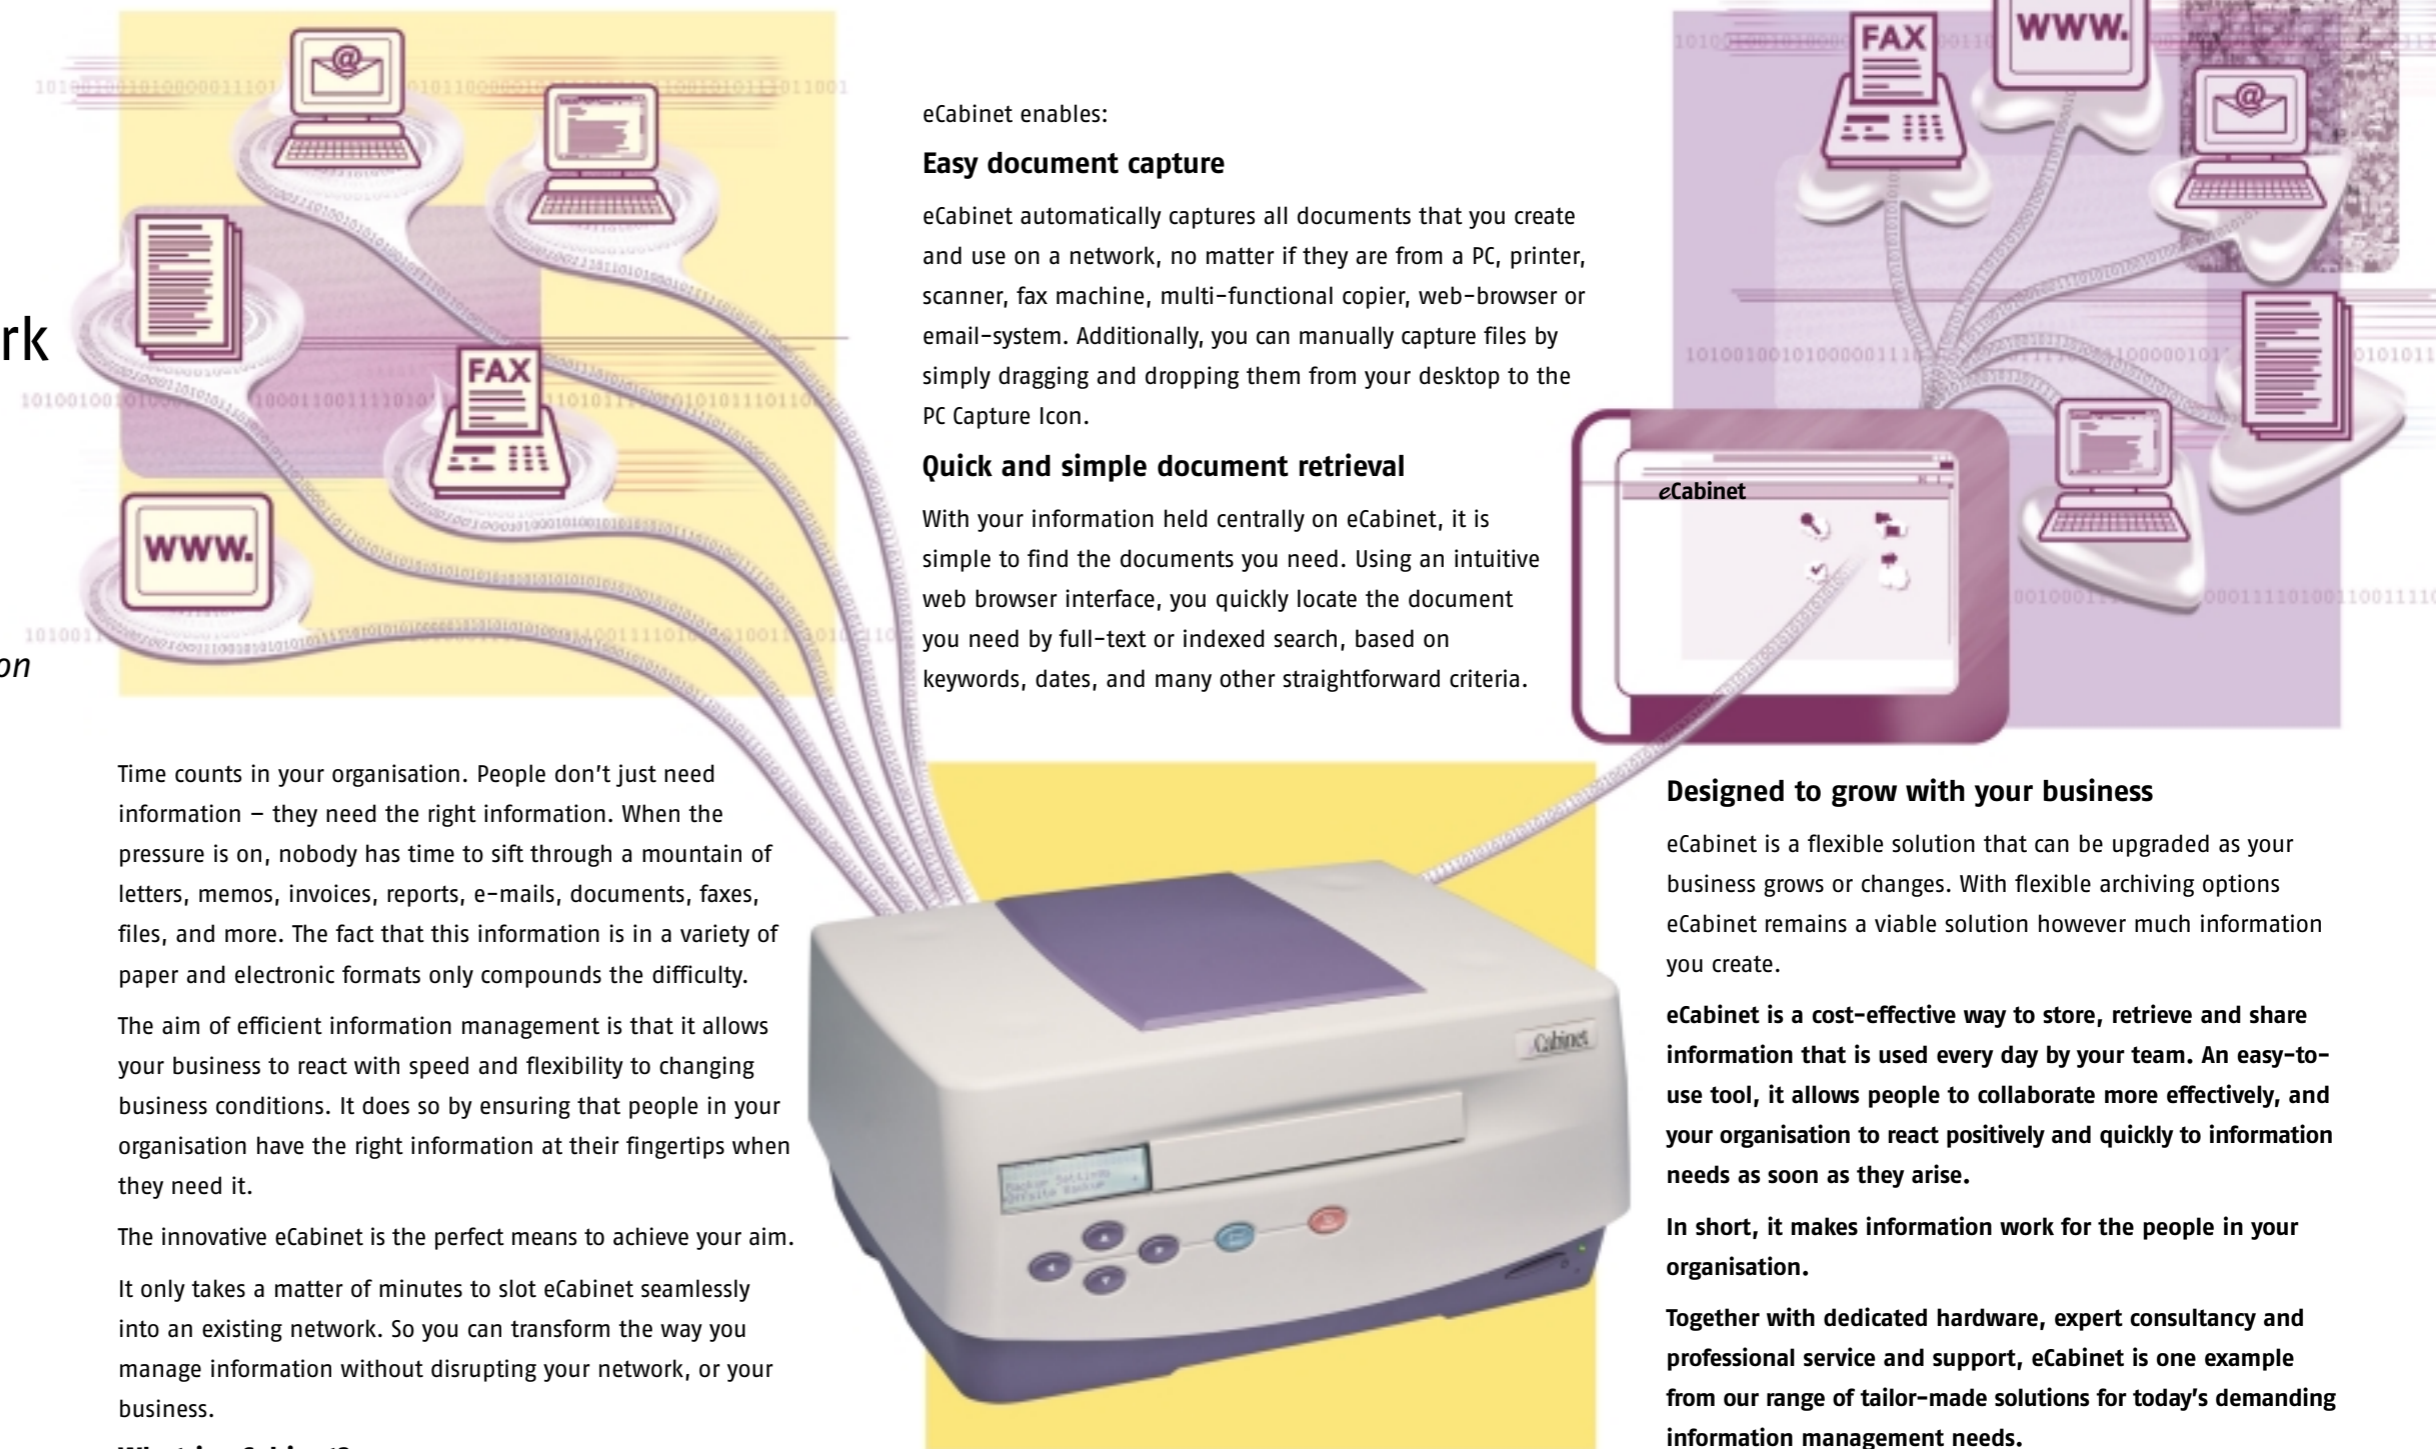 rk
on
FAX
www.
Time counts in your organisation. People don't just need
information – they need the right information. When the
pressure is on, nobody has time to sift through a mountain of
letters, memos, invoices, reports, e-mails, documents, faxes,
files, and more. The fact that this information is in a variety of
paper and electronic formats only compounds the difficulty.
The aim of efficient information management is that it allows
your business to react with speed and flexibility to changing
business conditions. It does so by ensuring that people in your
organisation have the right information at their fingertips when
they need it.
The innovative eCabinet is the perfect means to achieve your aim.
It only takes a matter of minutes to slot eCabinet seamlessly
into an existing network. So you can transform the way you
manage information without disrupting your network, or your
business.
eCabinet enables:
Easy document capture
eCabinet automatically captures all documents that you create
and use on a network, no matter if they are from a PC, printer,
scanner, fax machine, multi-functional copier, web-browser or
email-system. Additionally, you can manually capture files by
simply dragging and dropping them from your desktop to the
PC Capture Icon.
Quick and simple document retrieval
With your information held centrally on eCabinet, it is
simple to find the documents you need. Using an intuitive
web browser interface, you quickly locate the document
you need by full-text or indexed search, based on
keywords, dates, and many other straightforward criteria.
eCabinet
Backup Settings
Offsite Backup
FAX
www.
eCabinet
Designed to grow with your business
eCabinet is a flexible solution that can be upgraded as your
business grows or changes. With flexible archiving options
eCabinet remains a viable solution however much information
you create.
eCabinet is a cost-effective way to store, retrieve and share
information that is used every day by your team. An easy-to-
use tool, it allows people to collaborate more effectively, and
your organisation to react positively and quickly to information
needs as soon as they arise.
In short, it makes information work for the people in your
organisation.
Together with dedicated hardware, expert consultancy and
professional service and support, eCabinet is one example
from our range of tailor-made solutions for today's demanding
information management needs.